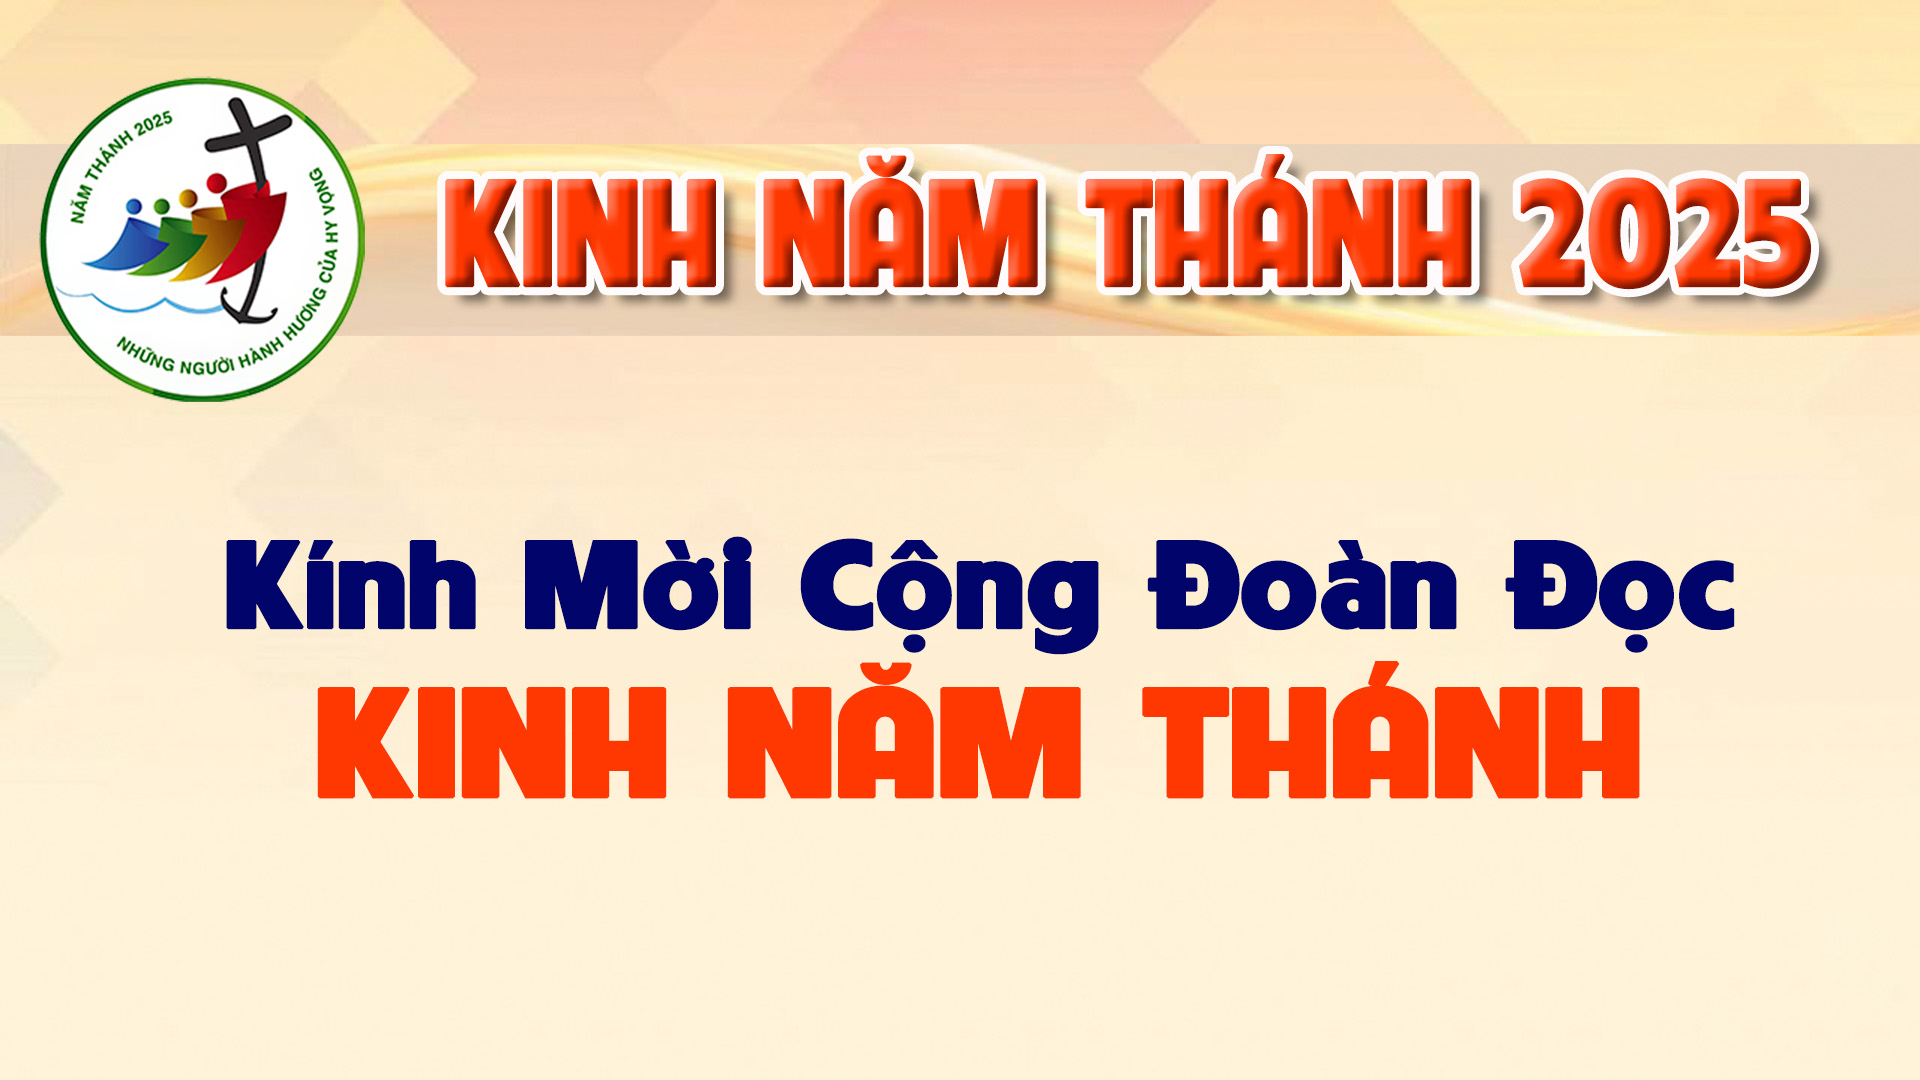 NĂM THÁNH 2025
NHỮNG NGƯỜI HÀNH HƯƠNG CỦA HY VỌNG
KINH NĂM THÁNH 2025
Kính Mời Cộng Đoàn Đọc
KINH NĂM THÁNH